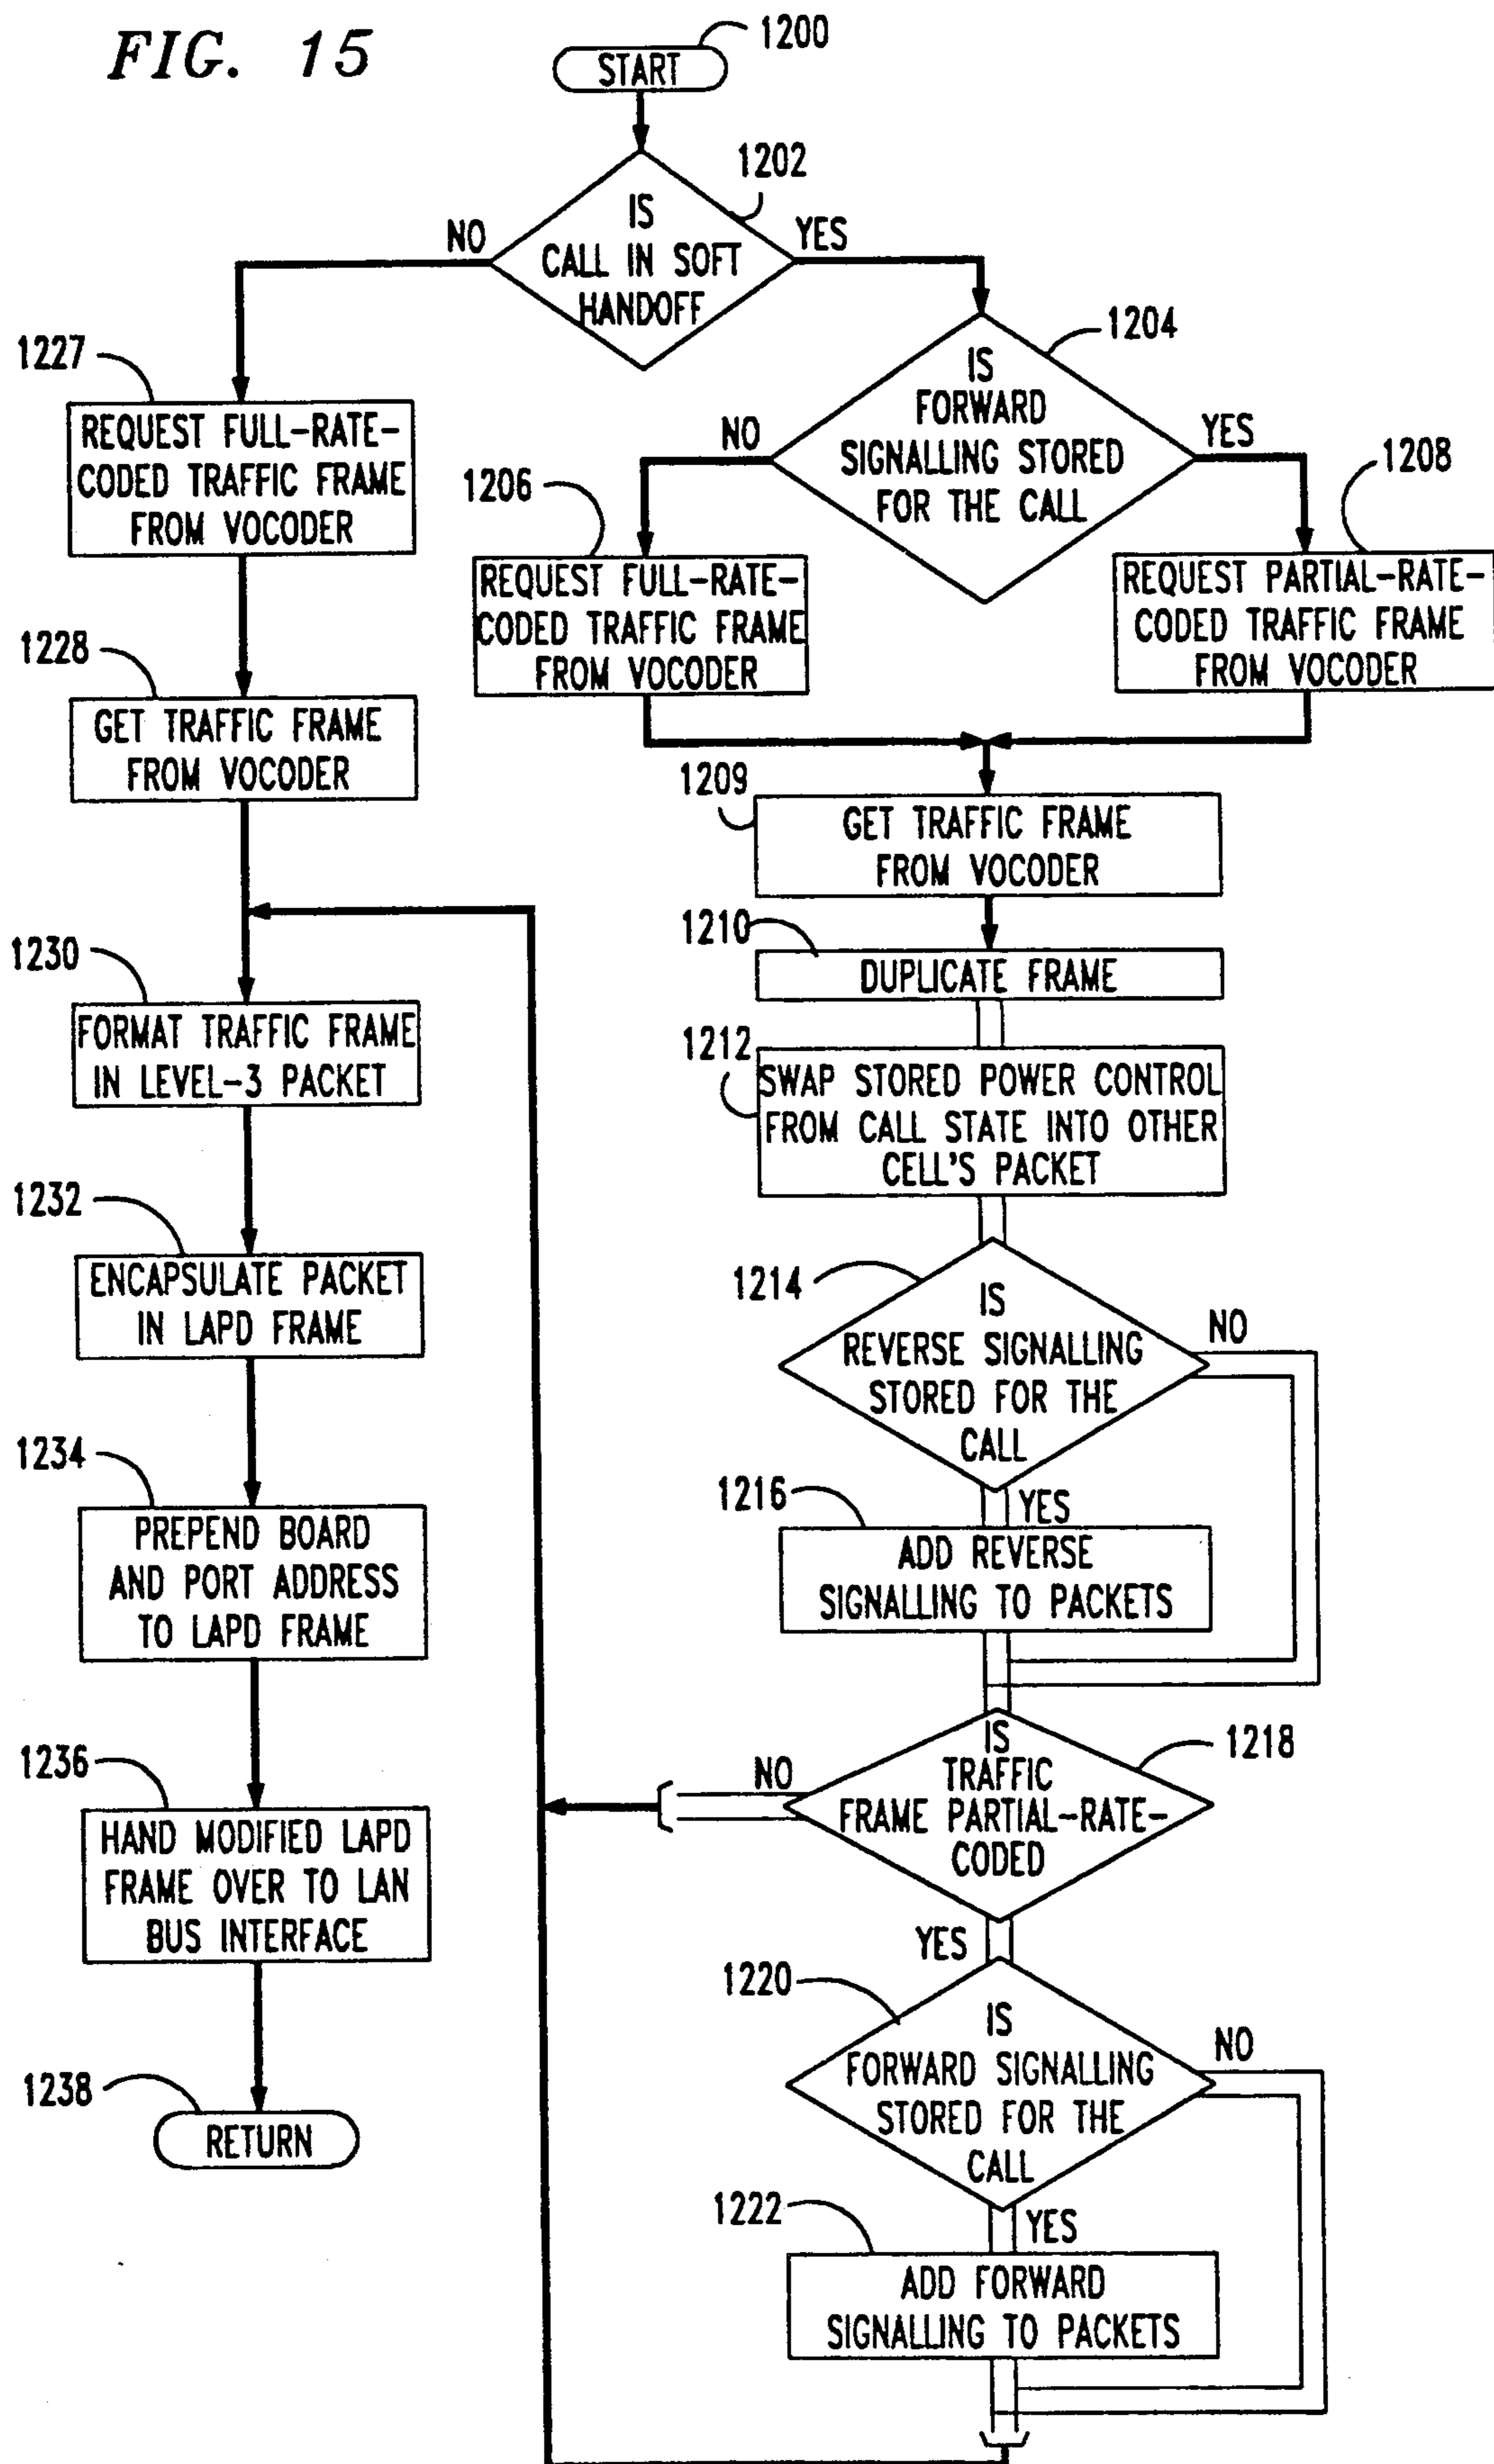 FIG. 15
1200
START
1202
IS
CALL IN SOFT
HANDOFF
NO
YES
1204
IS
FORWARD
SIGNALLING STORED
FOR THE CALL
NO
YES
1227
REQUEST FULL-RATE-
CODED TRAFFIC FRAME
FROM VOCODER
1206
REQUEST FULL-RATE-
CODED TRAFFIC FRAME
FROM VOCODER
1208
REQUEST PARTIAL-RATE-
CODED TRAFFIC FRAME
FROM VOCODER
1228
GET TRAFFIC FRAME
FROM VOCODER
1209
GET TRAFFIC FRAME
FROM VOCODER
1210
DUPLICATE FRAME
1230
FORMAT TRAFFIC FRAME
IN LEVEL-3 PACKET
1212
SWAP STORED POWER CONTROL
FROM CALL STATE INTO OTHER
CELL'S PACKET
1232
ENCAPSULATE PACKET
IN LAPD FRAME
1214
IS
REVERSE SIGNALLING
STORED FOR THE
CALL
NO
YES
1234
PREPEND BOARD
AND PORT ADDRESS
TO LAPD FRAME
1216
ADD REVERSE
SIGNALLING TO PACKETS
1236
HAND MODIFIED LAPD
FRAME OVER TO LAN
BUS INTERFACE
1218
IS
TRAFFIC
FRAME PARTIAL-RATE-
CODED
NO
YES
1238
RETURN
1220
IS
FORWARD SIGNALLING
STORED FOR THE
CALL
NO
YES
1222
ADD FORWARD
SIGNALLING TO PACKETS